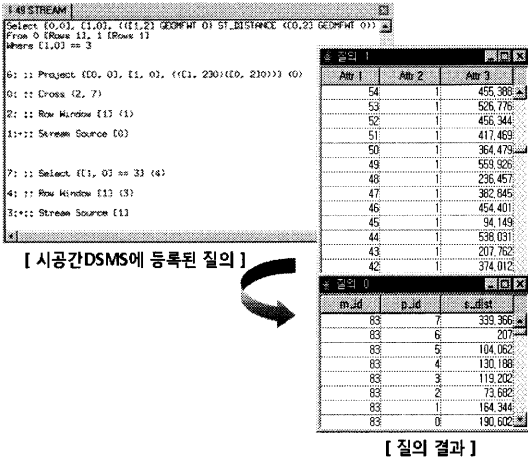 49 STREAM
Select [0,0], [1,0], (([1,2] GEOMFWT 0) ST_DISTANCE ([0,2] GEOMFWT 0))
From 0 [Rows 1], 1 [Rows 1]
Where [1,0] == 3
6: :: Project ([0, 0], [1, 0], (([1, 230)([0, 2]0))) (0)
0: :: Cross (2, 7)
2: :: Row Window [1] (1)
1:+:: Stream Source [0]
7: :: Select ([1, 0] == 3) (4)
4: :: Row Window [1] (3)
3:+:: Stream Source [1]
[ 시공간DSMS에 등록된 질의 ]
질의 1
Attr 1 Attr 2 Attr 3
54 1 455,388
53 1 526,776
52 1 456,344
51 1 417,469
50 1 364,479
49 1 559,926
48 1 236,457
47 1 382,845
46 1 454,401
45 1 94,149
44 1 538,031
43 1 207,762
42 1 374,012
질의 0
m_id p_id s_dist
83 7 339,366
83 6 207
83 5 104,062
83 4 130,188
83 3 119,202
83 2 73,682
83 1 164,344
83 0 190,602
[ 질의 결과 ]